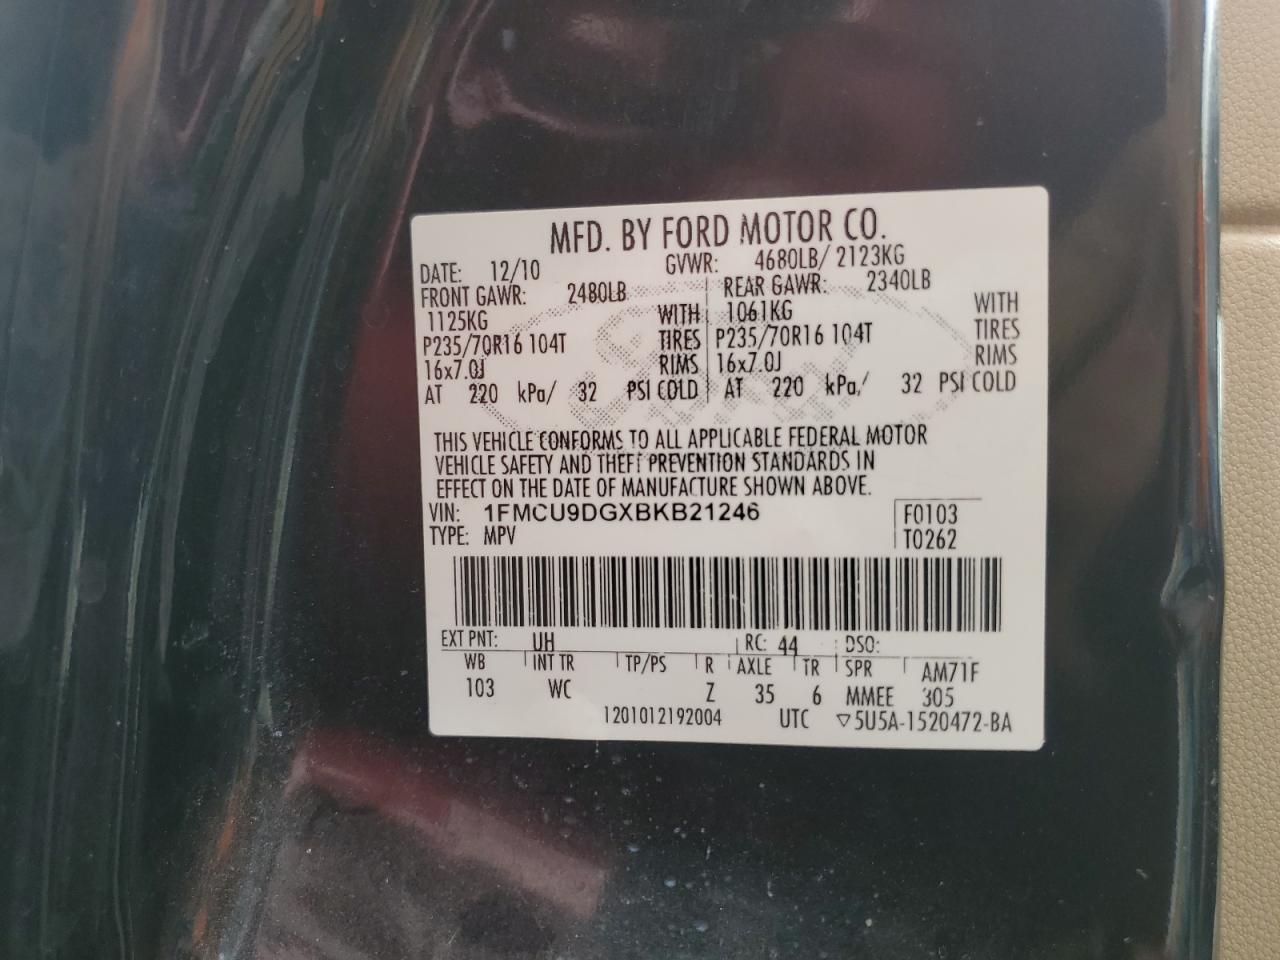 MFD. BY FORD MOTOR CO.
DATE: 12/10 GVWR: 4680LB/ 2123KG
FRONT GAWR: 2480LB REAR GAWR: 2340LB
1125KG WITH 1061KG WITH
P235/70R16 104T TIRES P235/70R16 104T TIRES
16x7.0J RIMS 16x7.0J RIMS
AT 220 kPa/ 32 PSI COLD AT 220 kPa/ 32 PSI COLD
THIS VEHICLE CONFORMS TO ALL APPLICABLE FEDERAL MOTOR
VEHICLE SAFETY AND THEFT PREVENTION STANDARDS IN
EFFECT ON THE DATE OF MANUFACTURE SHOWN ABOVE.
VIN: 1FMCU9DGXBKB21246 F0103
TYPE: MPV T0262
EXT PNT: UH RC: 44 DSO:
WB INT TR TP/PS R AXLE TR SPR AM71F
103 WC Z 35 6 MMEE 305
1201012192004 UTC ▽5U5A-1520472-BA